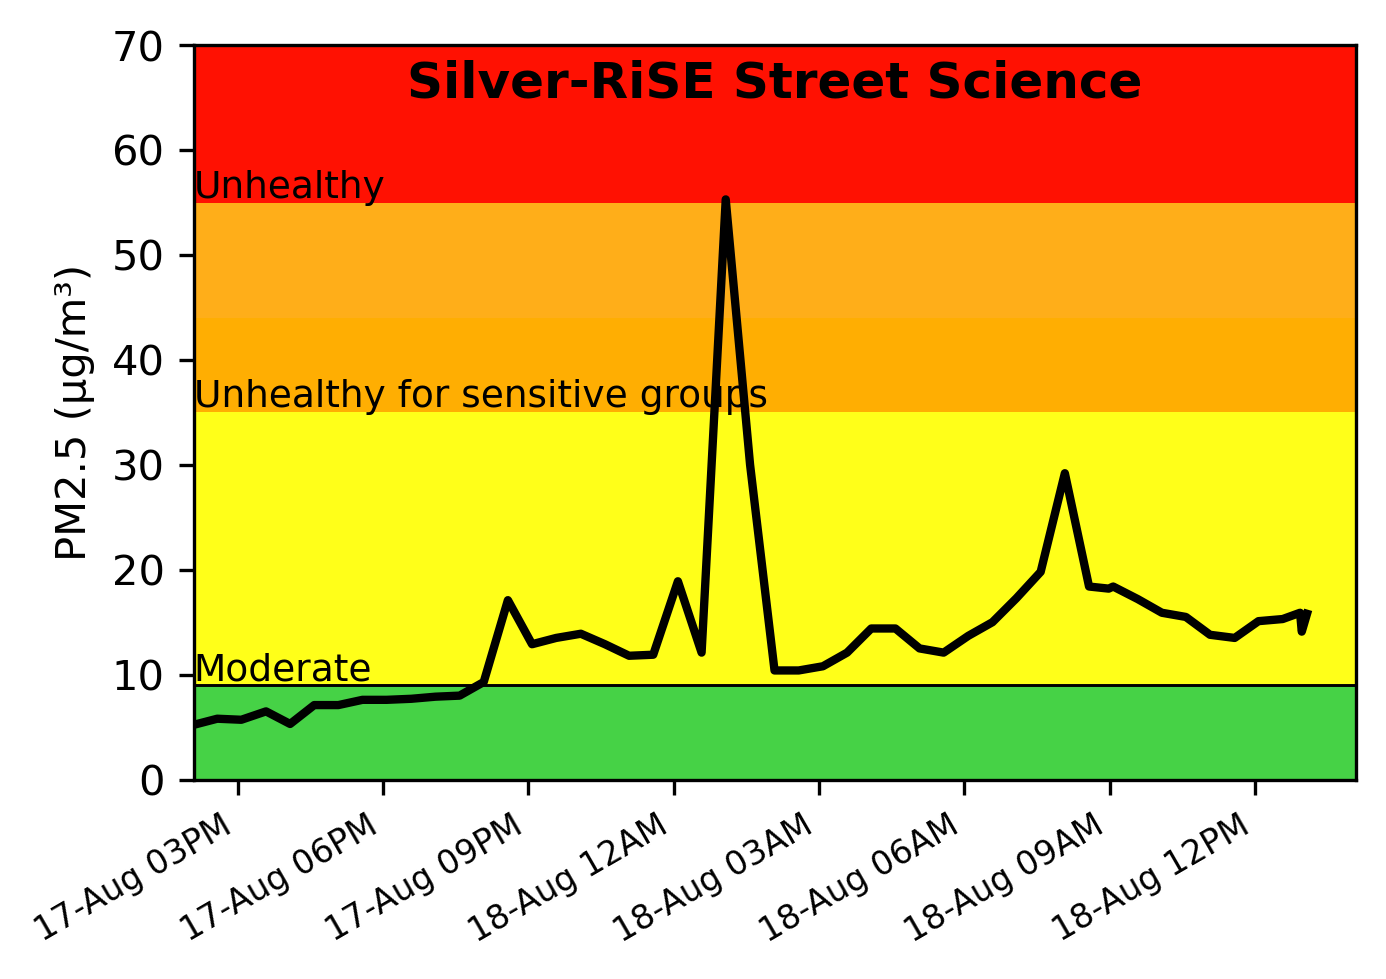 Silver-RiSE Street Science
70
60
Unhealthy
50
40
Unhealthy for sensitive groups
30
20
Moderate
10
0
PM2.5 (µg/m³)
17-Aug 03PM
17-Aug 06PM
17-Aug 09PM
18-Aug 12AM
18-Aug 03AM
18-Aug 06AM
18-Aug 09AM
18-Aug 12PM